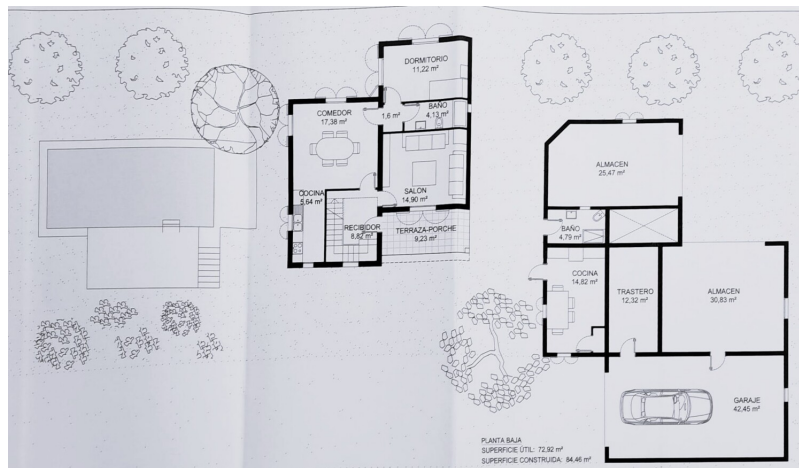 DORMITORIO
11,22 m²
COMEDOR
17,38 m²
1,6 m²
BAÑO
4,13 m²
COCINA
5,64 m²
SALON
14,90 m²
RECIBIDOR
8,82 m²
TERRAZA-PORCHE
9,23 m²
ALMACEN
25,47 m²
BAÑO
4,79 m²
COCINA
14,82 m²
TRASTERO
12,32 m²
ALMACEN
30,83 m²
GARAJE
42,45 m²
PLANTA BAJA
SUPERFICIE ÚTIL: 72,92 m²
SUPERFICIE CONSTRUIDA: 84,46 m²